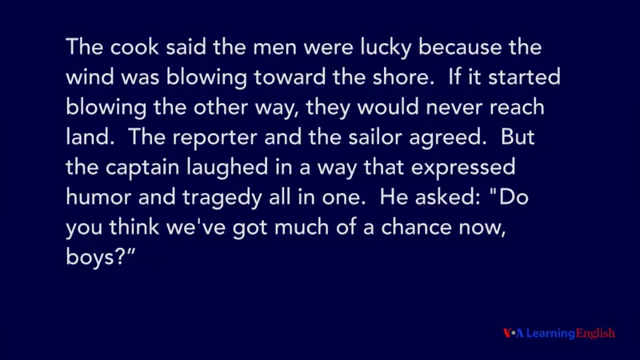 The cook said the men were lucky because the
wind was blowing toward the shore.  If it started
blowing the other way, they would never reach
land.  The reporter and the sailor agreed.  But
the captain laughed in a way that expressed
humor and tragedy all in one.  He asked: "Do
you think we've got much of a chance now,
boys?”
VOA Learning English